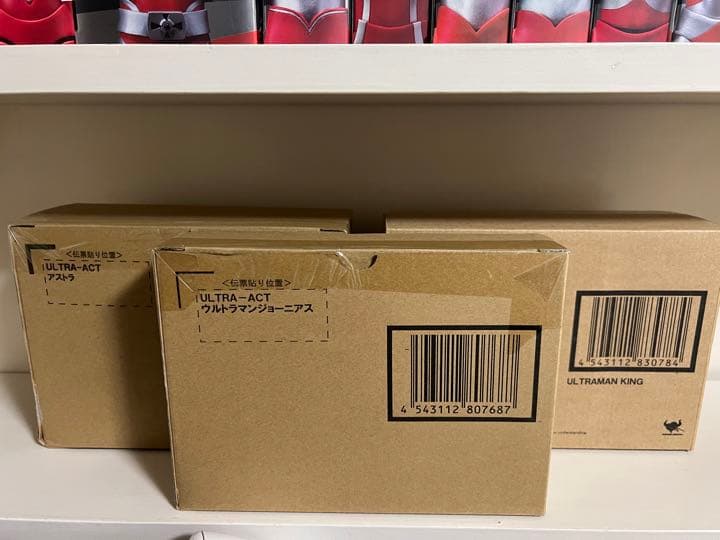 <伝票貼り位置>
ULTRA-ACT
アストラ
<伝票貼り位置>
ULTRA-ACT
ウルトラマンジョーニアス
4 543112 807687
4 543112 830784
ULTRAMAN KING